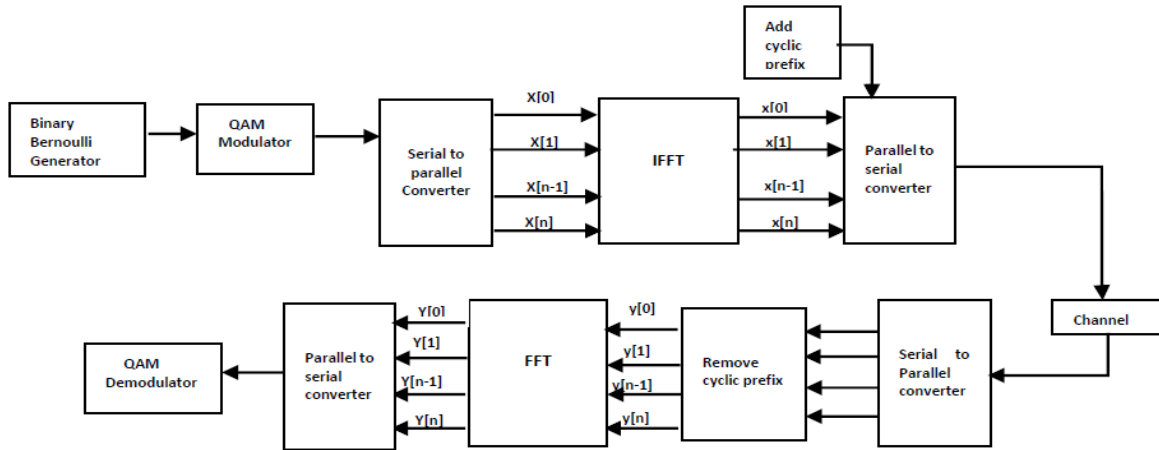 Add
cyclic
prefix
Binary
Bernoulli
Generator
QAM
Modulator
Serial to
parallel
Converter
X[0]
X[1]
X[n-1]
X[n]
IFFT
x[0]
x[1]
x[n-1]
x[n]
Parallel to
serial
converter
Channel
Serial to
Parallel
converter
Remove
cyclic prefix
y[0]
y[1]
y[n-1]
y[n]
FFT
Y[0]
Y[1]
Y[n-1]
Y[n]
Parallel to
serial
converter
QAM
Demodulator